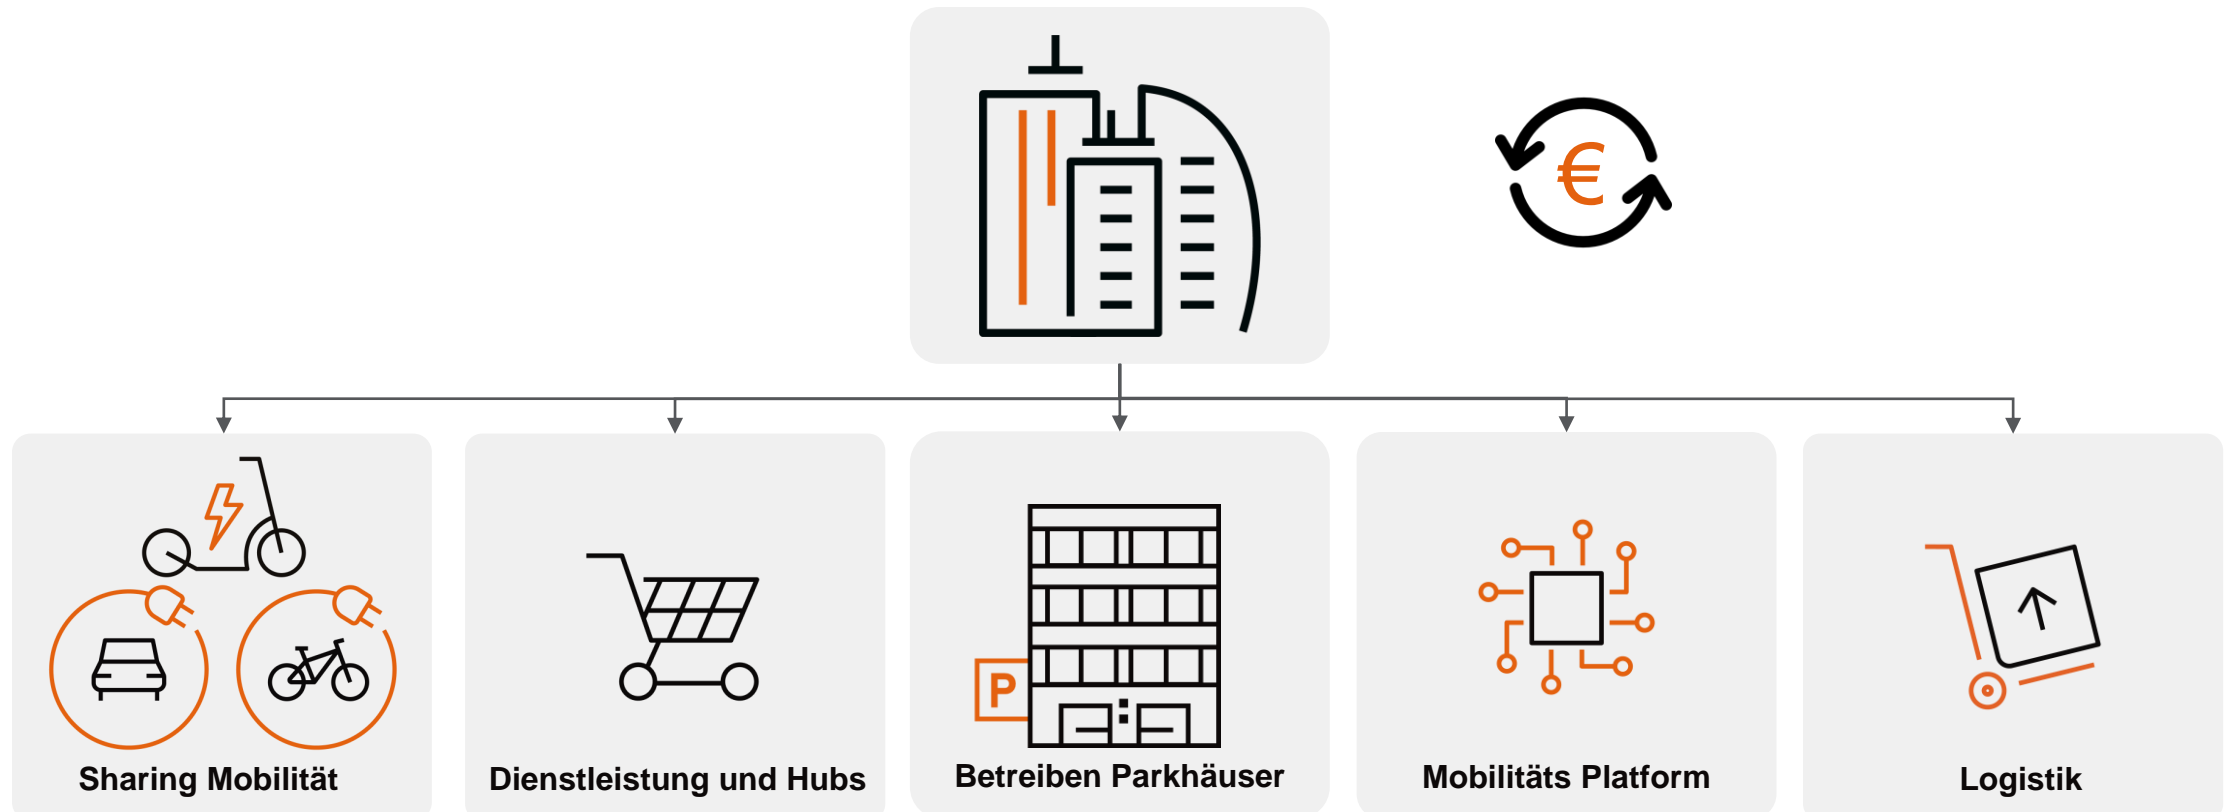 €
P
Sharing Mobilität
Dienstleistung und Hubs
Betreiben Parkhäuser
Mobilitäts Platform
Logistik